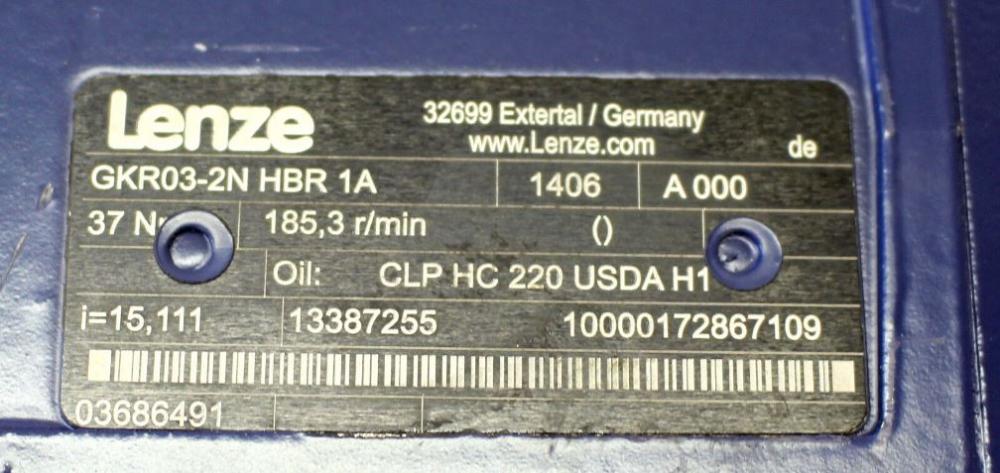 Lenze
32699 Extertal / Germany
www.Lenze.com
de
GKR03-2N HBR 1A 1406 A 000
37 185,3 r/min ()
Oil: CLP HC 220 USDA H1
i=15,111 13387255 10000172867109
03686491